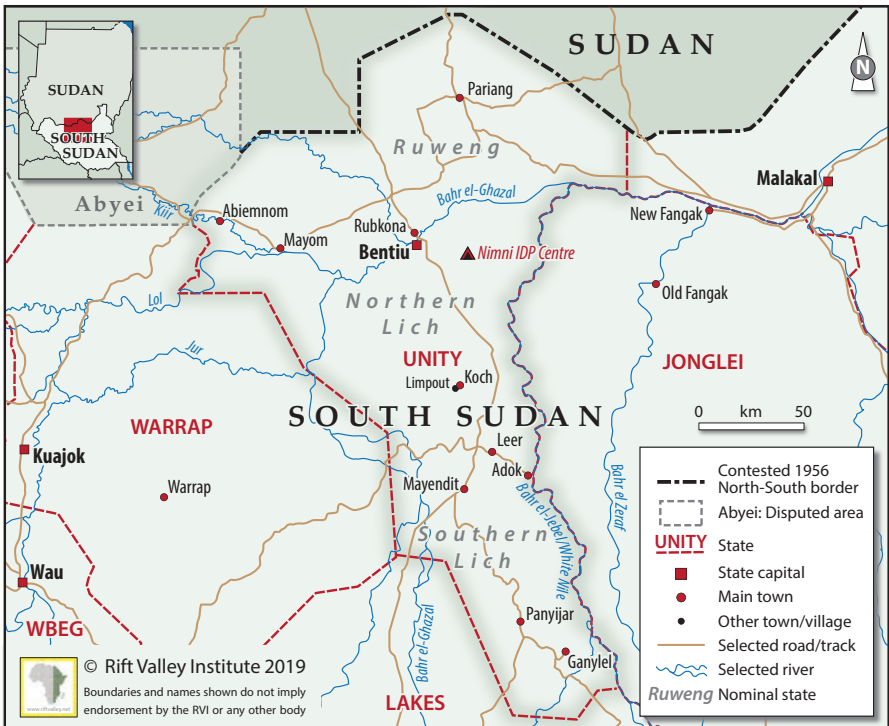 SUDAN
SUDAN
SOUTH
SUDAN
N
Pariang
Ruweng
Malakal
Bahr el-Ghazal
Abyei
Kiir
Abiemnom
New Fangak
Rubkona
Mayom
Bentiu
Nimni IDP Centre
Old Fangak
Lol
Northern
Lich
Jur
UNITY
JONGLEI
Limpout
Koch
0 km 50
SOUTH SUDAN
WARRAP
Leer
Kuajok
Adok
Warrap
Mayendit
Bahr el Zeraf
Bahr el-Jebel/White Nile
Southern
Lich
Wau
Panyijar
WBEG
Ganylel
Bahr el-Ghazal
LAKES
Contested 1956
North-South border
Abyei: Disputed area
UNITY State
State capital
Main town
Other town/village
Selected road/track
Selected river
Ruweng Nominal state
© Rift Valley Institute 2019
Boundaries and names shown do not imply
endorsement by the RVI or any other body
www.riftvalley.net